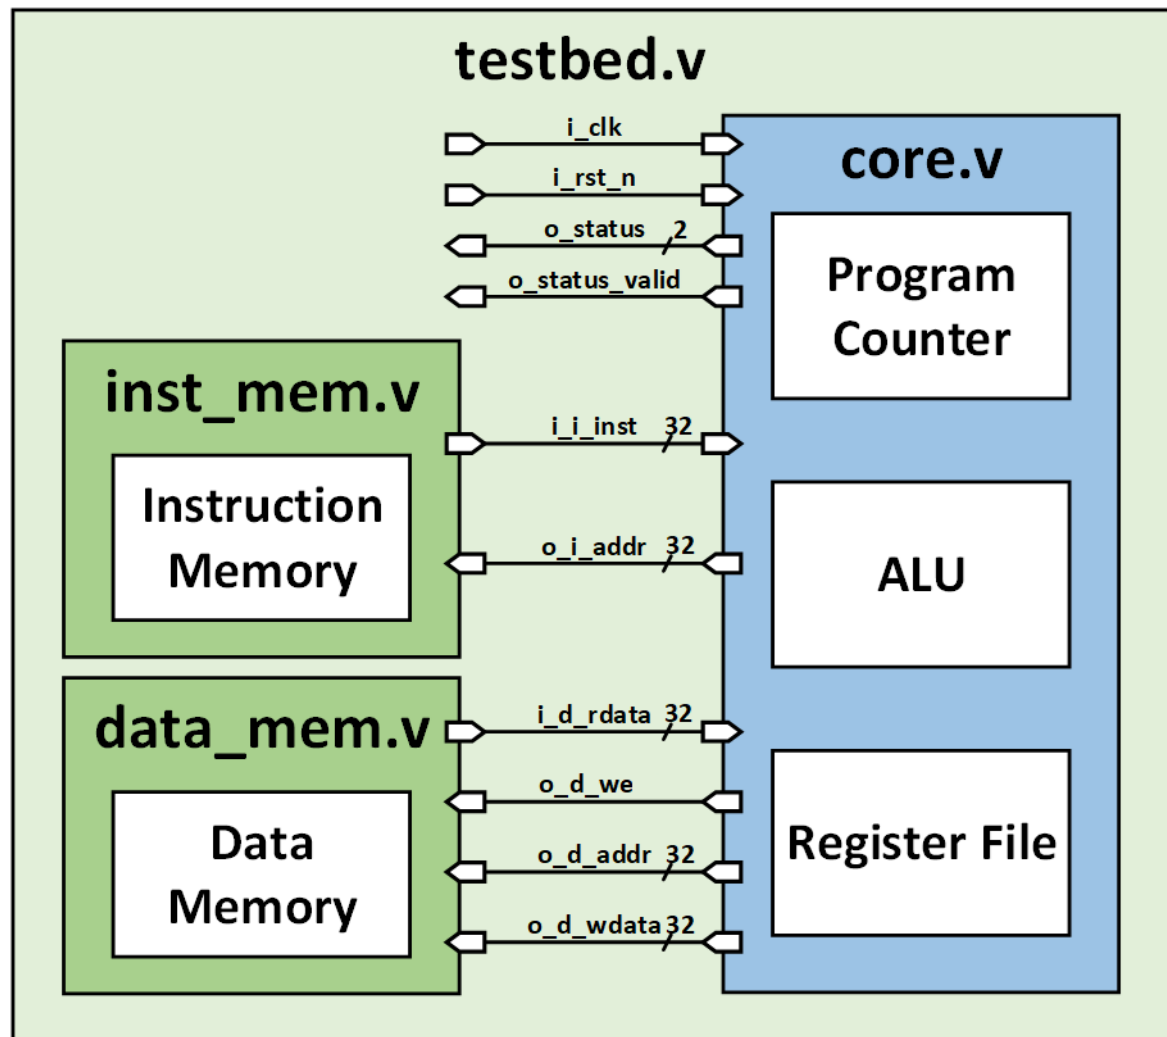 testbed.v
i_clk
core.v
i_rst_n
o_status 2
o_status_valid
Program
Counter
inst_mem.v
i_i_inst 32
Instruction
Memory
o_i_addr 32
ALU
data_mem.v
i_d_rdata 32
o_d_we
Data
Memory
o_d_addr 32
Register File
o_d_wdata 32